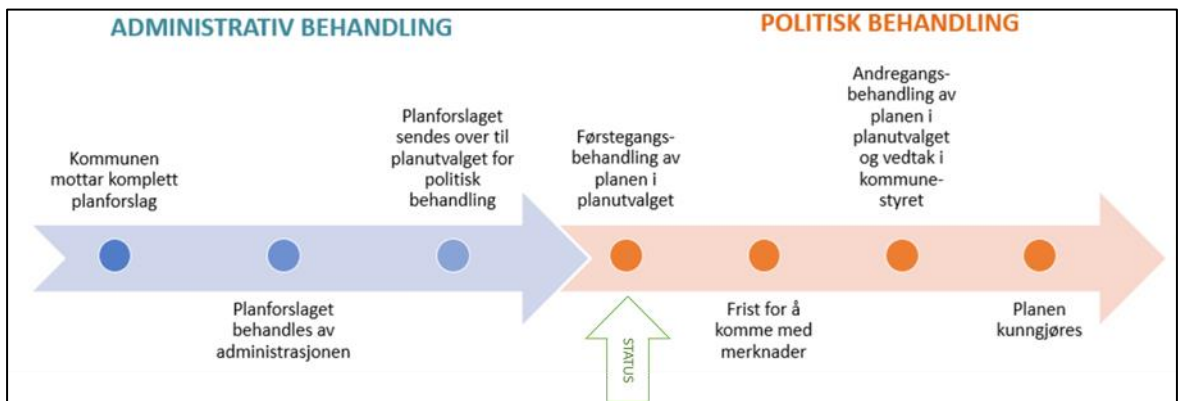 ADMINISTRATIV BEHANDLING
POLITISK BEHANDLING
Kommunen
mottar komplett
planforslag
Planforslaget
behandles av
administrasjonen
Planforslaget
sendes over til
planutvalget for
politisk
behandling
Førstegangs-
behandling av
planen i
planutvalget
STATUS
Frist for å
komme med
merknader
Andregangs-
behandling av
planen i
planutvalget
og vedtak i
kommune-
styret
Planen
kunngjøres